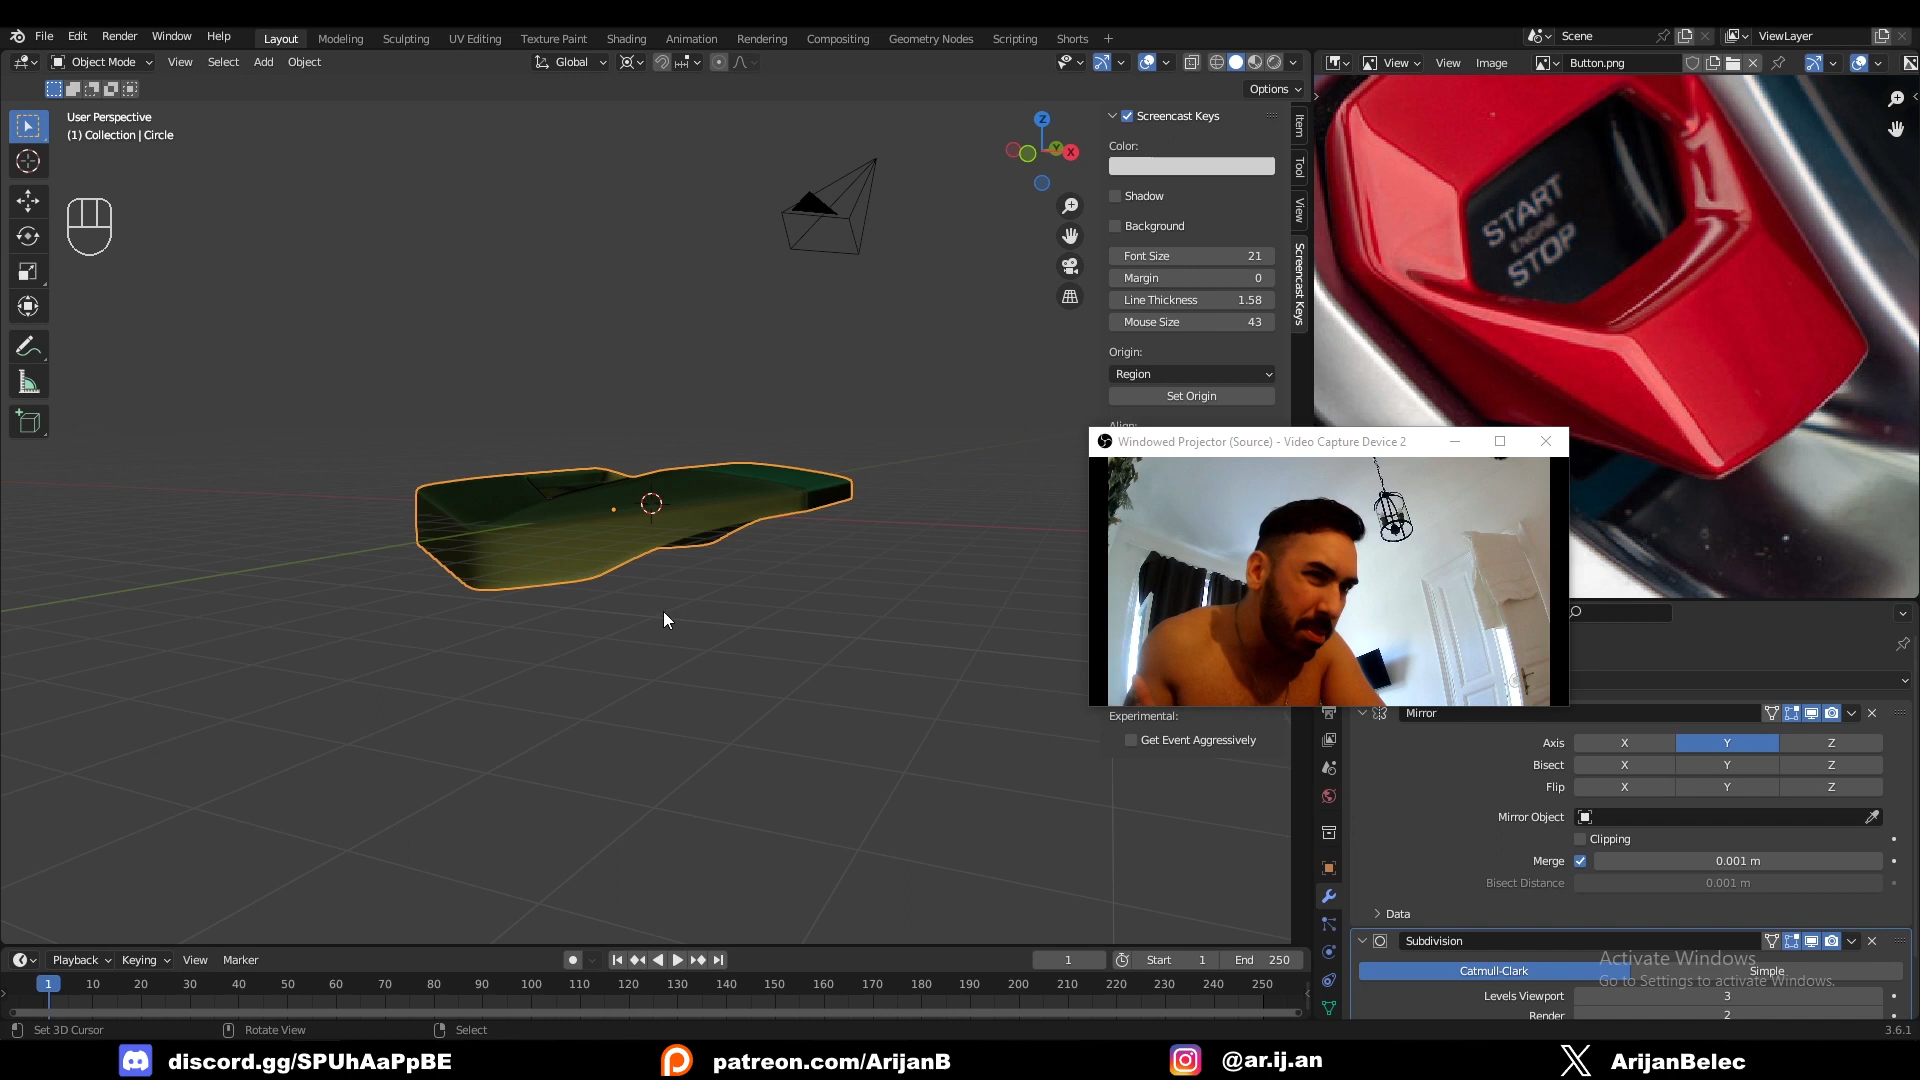 File Edit Render Window Help Layout Modeling Sculpting UV Editing Texture Paint Shading Animation Rendering Compositing Geometry Nodes Scripting Shorts + Scene ViewLayer
Object Mode View Select Add Object Global View View Image Button.png
Options
User Perspective
(1) Collection | Circle
Z
Y
X
Screencast Keys
Color:
Shadow
Background
Font Size 21
Margin 0
Line Thickness 1.58
Mouse Size 43
Origin:
Region
Set Origin
Align:
Item
Tool
View
Screencast Keys
START
ENGINE
STOP
Windowed Projector (Source) - Video Capture Device 2
Experimental:
Get Event Aggressively
Mirror
Axis X Y Z
Bisect X Y Z
Flip X Y Z
Mirror Object
Clipping
Merge 0.001 m
Bisect Distance 0.001 m
Data
Subdivision
Catmull-Clark Simple
Levels Viewport 3
Render 2
Activate Windows
Go to Settings to activate Windows.
Playback Keying View Marker 1 Start 1 End 250
1 10 20 30 40 50 60 70 80 90 100 110 120 130 140 150 160 170 180 190 200 210 220 230 240 250
Set 3D Cursor Rotate View Select 3.6.1
discord.gg/SPUhAaPpBE patreon.com/ArijanB @ar.ij.an ArijanBelec